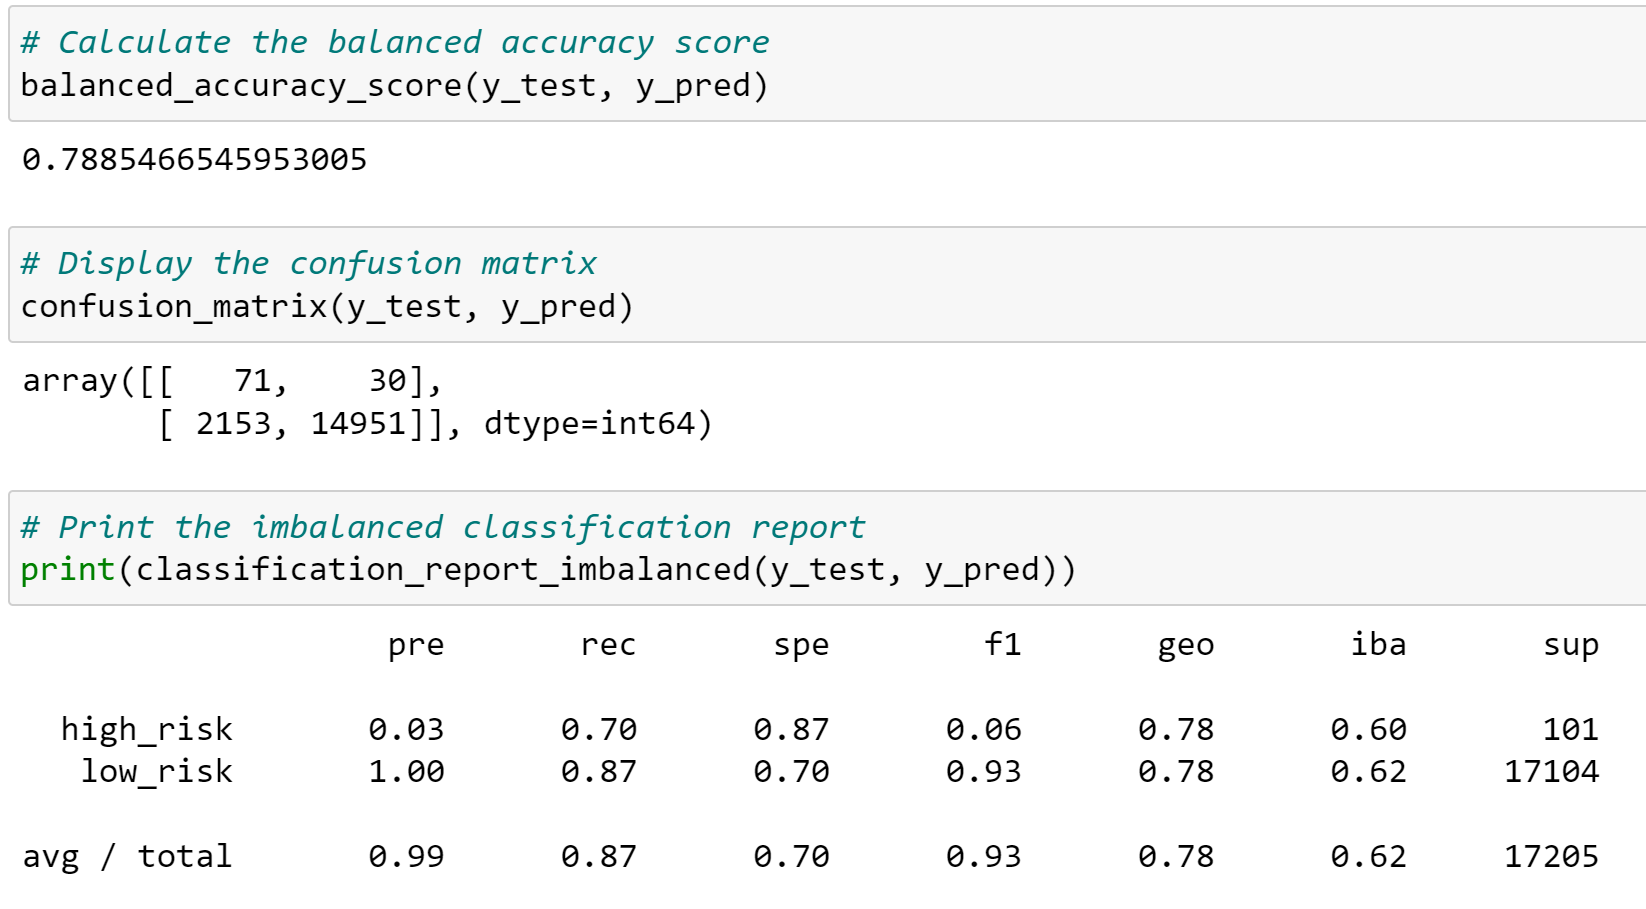 # Calculate the balanced accuracy score
balanced_accuracy_score(y_test, y_pred)
0.7885466545953005
# Display the confusion matrix
confusion_matrix(y_test, y_pred)
array([[   71,    30],
       [ 2153, 14951]], dtype=int64)
# Print the imbalanced classification report
print(classification_report_imbalanced(y_test, y_pred))
                   pre       rec       spe        f1       geo       iba       sup
  high_risk       0.03      0.70      0.87      0.06      0.78      0.60       101
   low_risk       1.00      0.87      0.70      0.93      0.78      0.62     17104
avg / total       0.99      0.87      0.70      0.93      0.78      0.62     17205